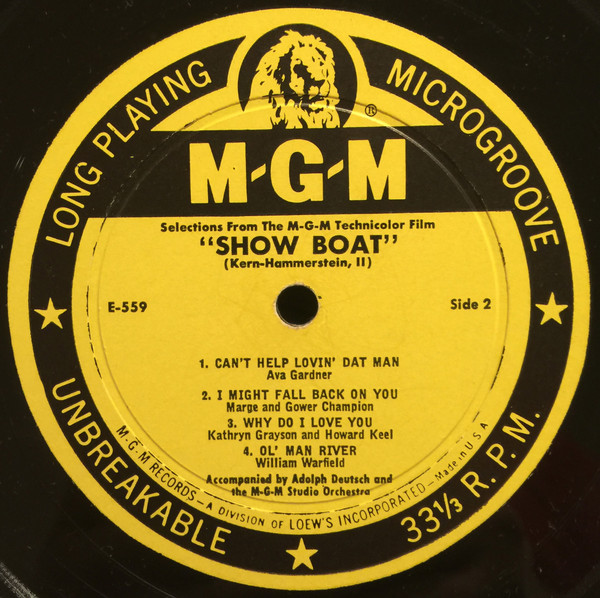 LONG PLAYING
MICROGROOVE
®
M-G-M
Selections From The M-G-M Technicolor Film
"SHOW BOAT"
(Kern-Hammerstein, II)
E-559
Side 2
1. CAN'T HELP LOVIN' DAT MAN
Ava Gardner
2. I MIGHT FALL BACK ON YOU
Marge and Gower Champion
3. WHY DO I LOVE YOU
Kathryn Grayson and Howard Keel
4. OL' MAN RIVER
William Warfield
Accompanied by Adolph Deutsch and
the M-G-M Studio Orchestra
M-G-M RECORDS—A DIVISION OF LOEW'S INCORPORATED—Made in U.S.A.
UNBREAKABLE
33⅓ R.P.M.